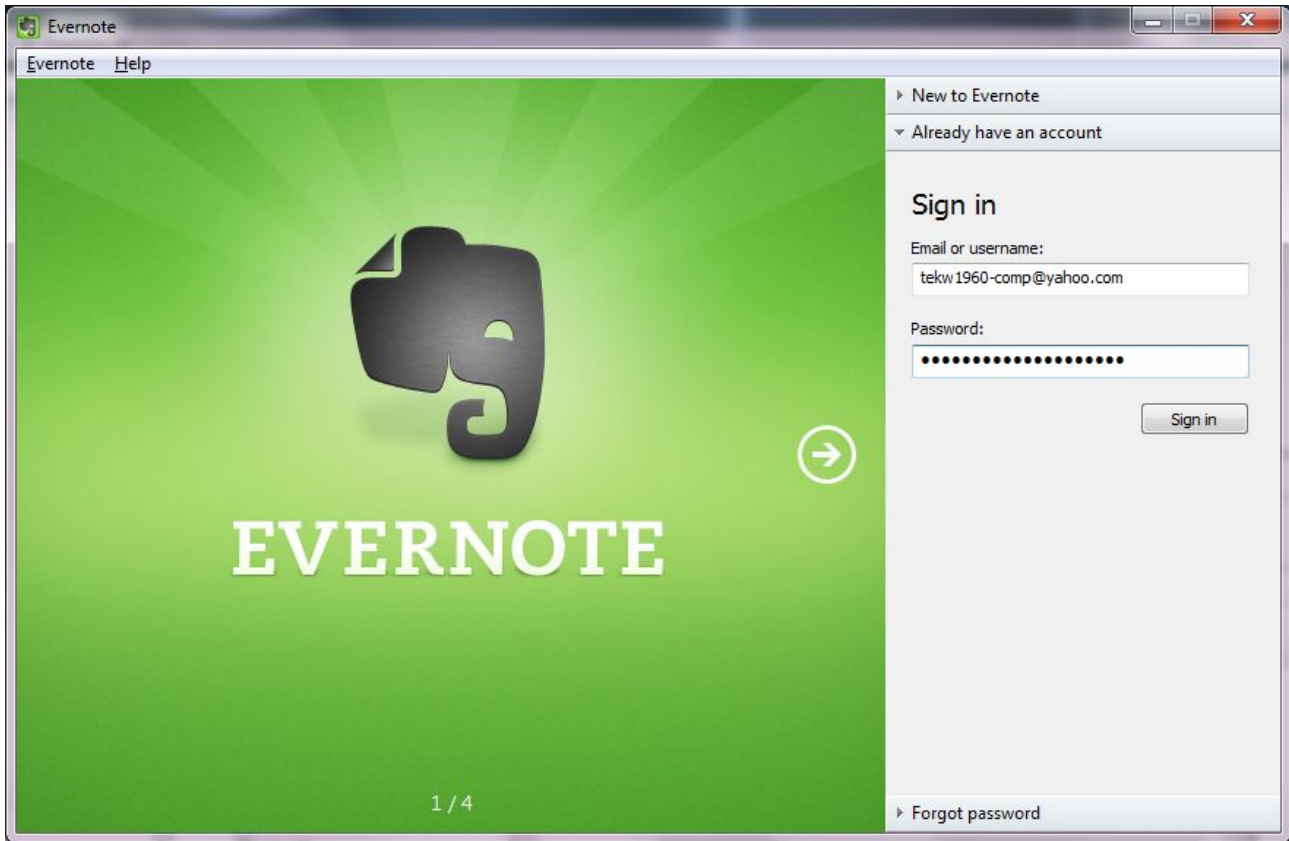 Evernote
Evernote Help
New to Evernote
Already have an account
Sign in
Email or username:
tekw1960-comp@yahoo.com
Password:
••••••••••••••••••••
Sign in
EVERNOTE
1 / 4
Forgot password